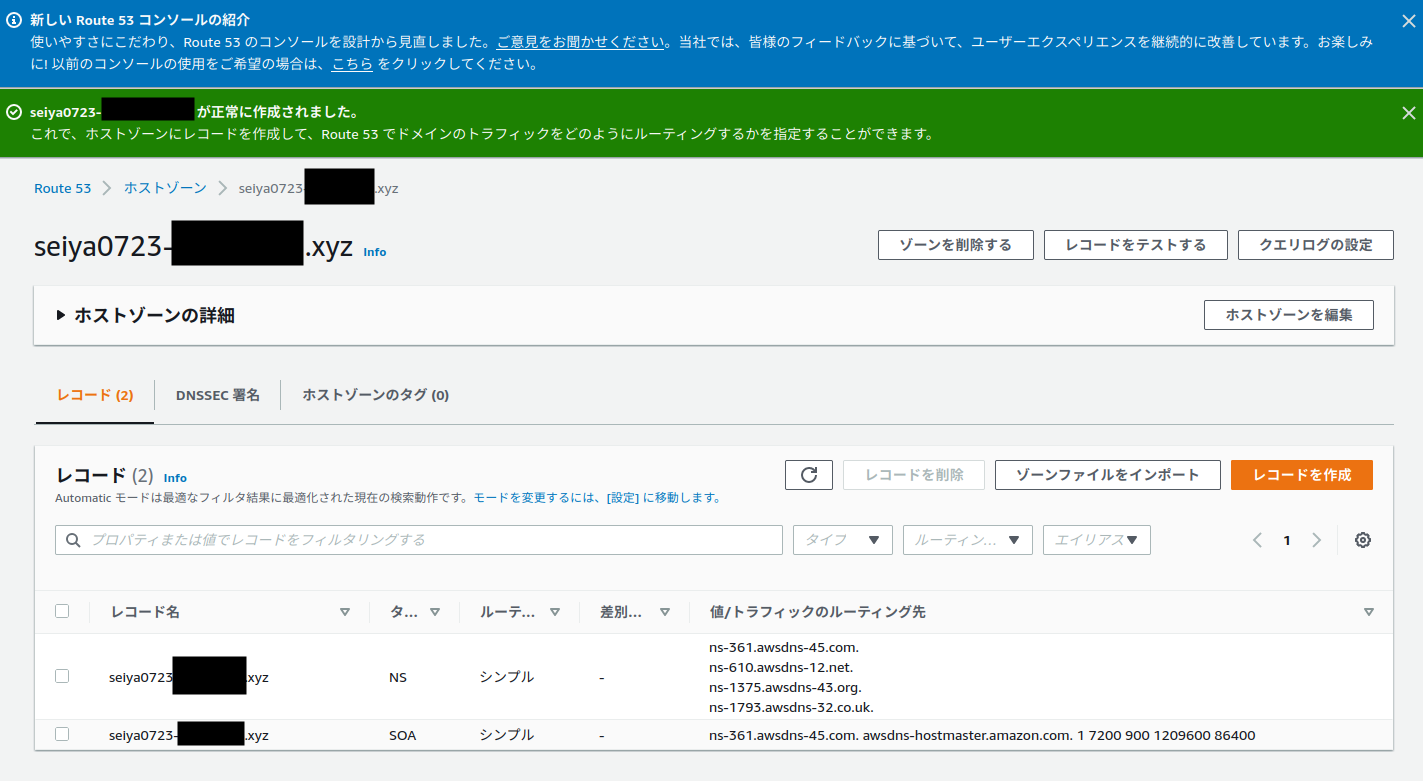 新しい Route 53 コンソールの紹介
使いやすさにこだわり、Route 53 のコンソールを設計から見直しました。ご意見をお聞かせください。当社では、皆様のフィードバックに基づいて、ユーザーエクスペリエンスを継続的に改善しています。お楽しみ
に! 以前のコンソールの使用をご希望の場合は、こちら をクリックしてください。
seiya0723- が正常に作成されました。
これで、ホストゾーンにレコードを作成して、Route 53 でドメインのトラフィックをどのようにルーティングするかを指定することができます。
Route 53 ホストゾーン seiya0723- .xyz
seiya0723- .xyz Info
ゾーンを削除する レコードをテストする クエリログの設定
ホストゾーンの詳細 ホストゾーンを編集
レコード (2) DNSSEC 署名 ホストゾーンのタグ (0)
レコード (2) Info
レコードを削除 ゾーンファイルをインポート レコードを作成
Automatic モードは最適なフィルタ結果に最適化された現在の検索動作です。モードを変更するには、[設定] に移動します。
プロパティまたは値でレコードをフィルタリングする タイプ ルーティン... エイリアス 1
レコード名 タ... ルーテ... 差別... 値/トラフィックのルーティング先
seiya0723 .xyz NS シンプル - ns-361.awsdns-45.com.
ns-610.awsdns-12.net.
ns-1375.awsdns-43.org.
ns-1793.awsdns-32.co.uk.
seiya0723- .xyz SOA シンプル - ns-361.awsdns-45.com. awsdns-hostmaster.amazon.com. 1 7200 900 1209600 86400